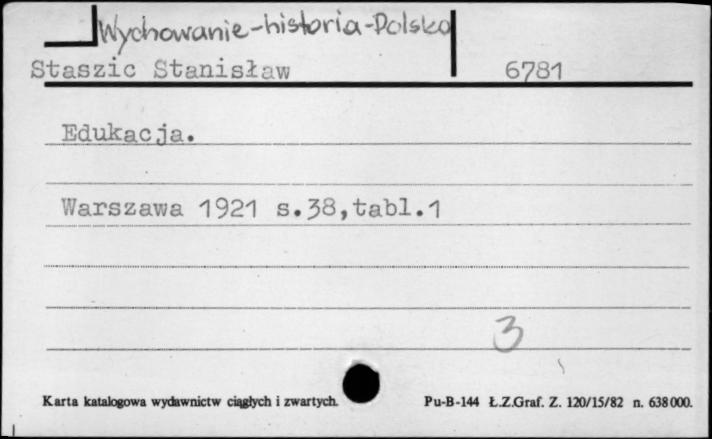 Wychowanie-historia-Polska
Staszic Stanisław 6781
Edukacja.
Warszawa 1921 s.38,tabl.1
3
Karta katalogowa wydawnictw ciągłych i zwartych. Pu-B-144 Ł.Z.Graf. Z. 120/15/82 n. 638000.